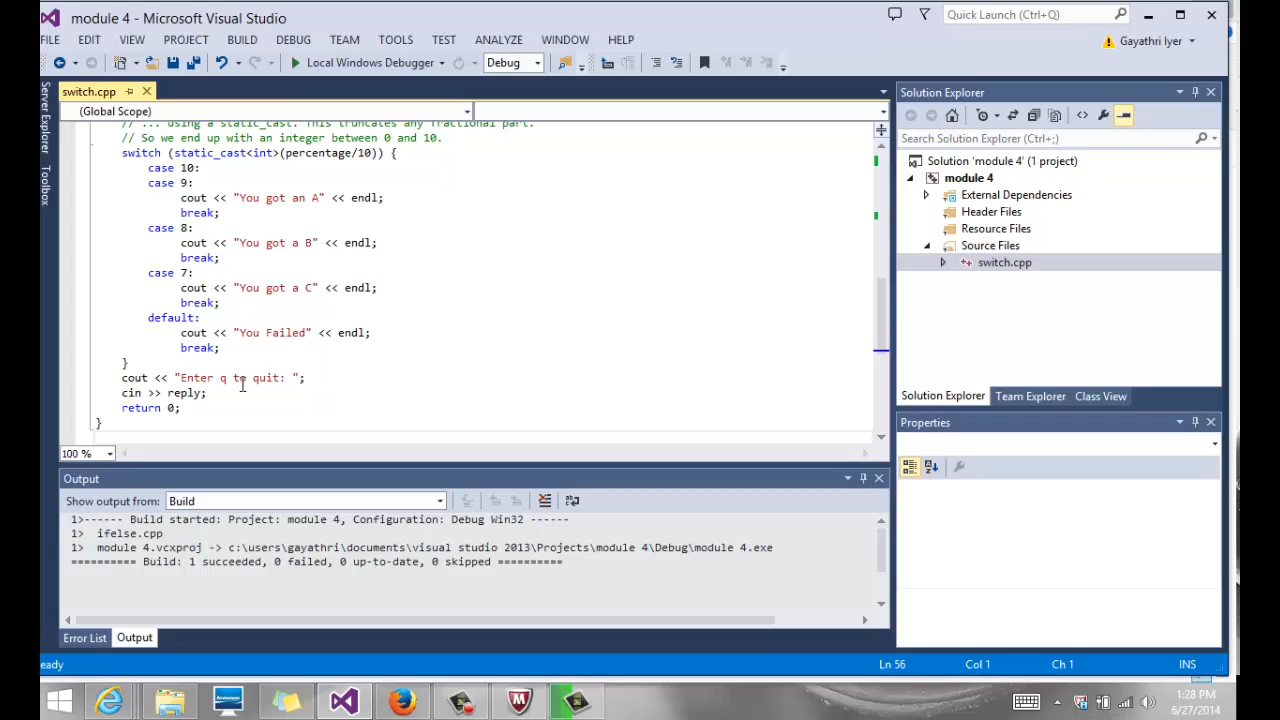 module 4 - Microsoft Visual Studio
Quick Launch (Ctrl+Q)
FILE EDIT VIEW PROJECT BUILD DEBUG TEAM TOOLS TEST ANALYZE WINDOW HELP
Gayathri Iyer
Local Windows Debugger
Debug
Server Explorer
Toolbox
switch.cpp
(Global Scope)
// ... using a static_cast. This truncates any fractional part.
// So we end up with an integer between 0 and 10.
switch (static_cast<int>(percentage/10)) {
case 10:
case 9:
cout << "You got an A" << endl;
break;
case 8:
cout << "You got a B" << endl;
break;
case 7:
cout << "You got a C" << endl;
break;
default:
cout << "You Failed" << endl;
break;
}
cout << "Enter q to quit: ";
cin >> reply;
return 0;
}
100 %
Output
Show output from: Build
1>------ Build started: Project: module 4, Configuration: Debug Win32 ------
1> ifelse.cpp
1> module 4.vcxproj -> c:\users\gayathri\documents\visual studio 2013\Projects\module 4\Debug\module 4.exe
========== Build: 1 succeeded, 0 failed, 0 up-to-date, 0 skipped ==========
Error List Output
Solution Explorer
Search Solution Explorer (Ctrl+;)
Solution 'module 4' (1 project)
module 4
External Dependencies
Header Files
Resource Files
Source Files
switch.cpp
Solution Explorer Team Explorer Class View
Properties
eady
Ln 56 Col 1 Ch 1 INS
1:28 PM
6/27/2014